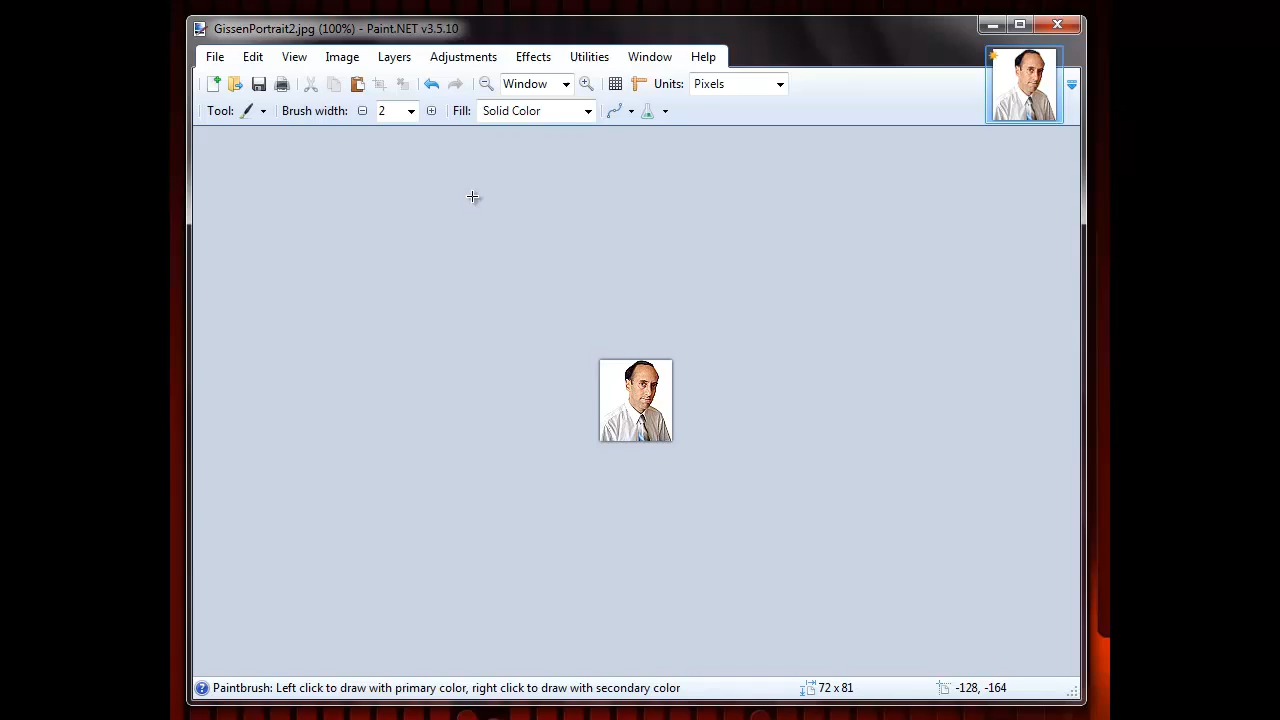 GissenPortrait2.jpg (100%) - Paint.NET v3.5.10
File Edit View Image Layers Adjustments Effects Utilities Window Help
Window Units: Pixels
Tool: Brush width: 2 Fill: Solid Color
Paintbrush: Left click to draw with primary color, right click to draw with secondary color 72 x 81 -128, -164